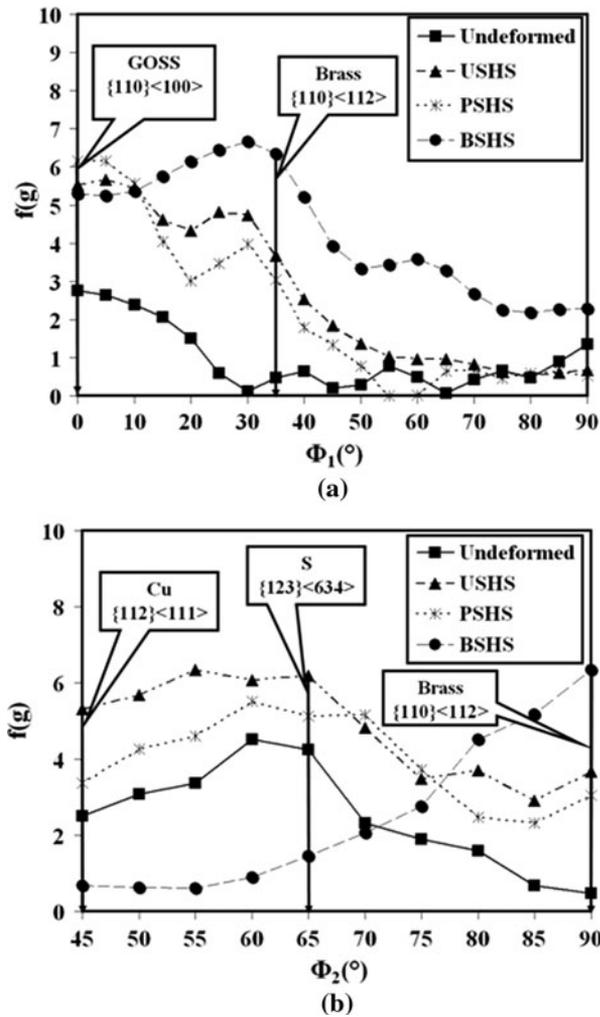 10
9
8
7
6
5
4
3
2
1
0
f(g)
GOSS
{110}<100>
Brass
{110}<112>
Undeformed
USHS
PSHS
BSHS
0 10 20 30 40 50 60 70 80 90
Φ1(°)
(a)
10
8
6
4
2
0
f(g)
Cu
{112}<111>
S
{123}<634>
Brass
{110}<112>
Undeformed
USHS
PSHS
BSHS
45 50 55 60 65 70 75 80 85 90
Φ2(°)
(b)